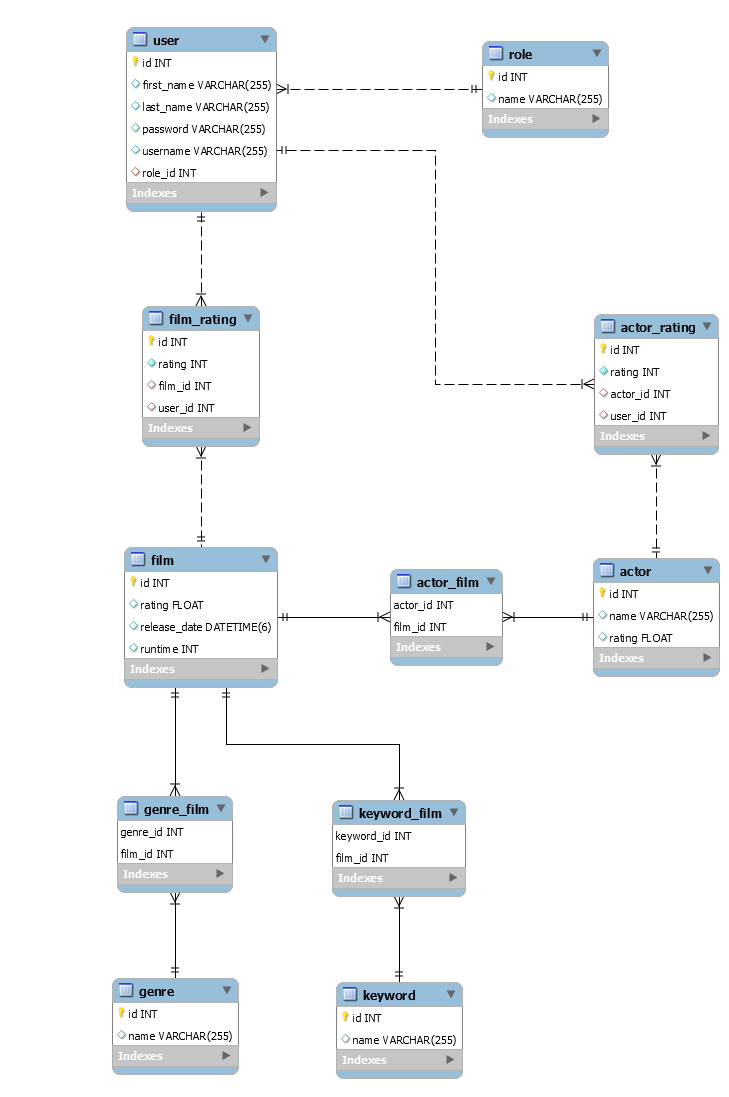 user
id INT
first_name VARCHAR(255)
last_name VARCHAR(255)
password VARCHAR(255)
username VARCHAR(255)
role_id INT
Indexes
role
id INT
name VARCHAR(255)
Indexes
film_rating
id INT
rating INT
film_id INT
user_id INT
Indexes
actor_rating
id INT
rating INT
actor_id INT
user_id INT
Indexes
film
id INT
rating FLOAT
release_date DATETIME(6)
runtime INT
Indexes
actor_film
actor_id INT
film_id INT
Indexes
actor
id INT
name VARCHAR(255)
rating FLOAT
Indexes
genre_film
genre_id INT
film_id INT
Indexes
keyword_film
keyword_id INT
film_id INT
Indexes
genre
id INT
name VARCHAR(255)
Indexes
keyword
id INT
name VARCHAR(255)
Indexes